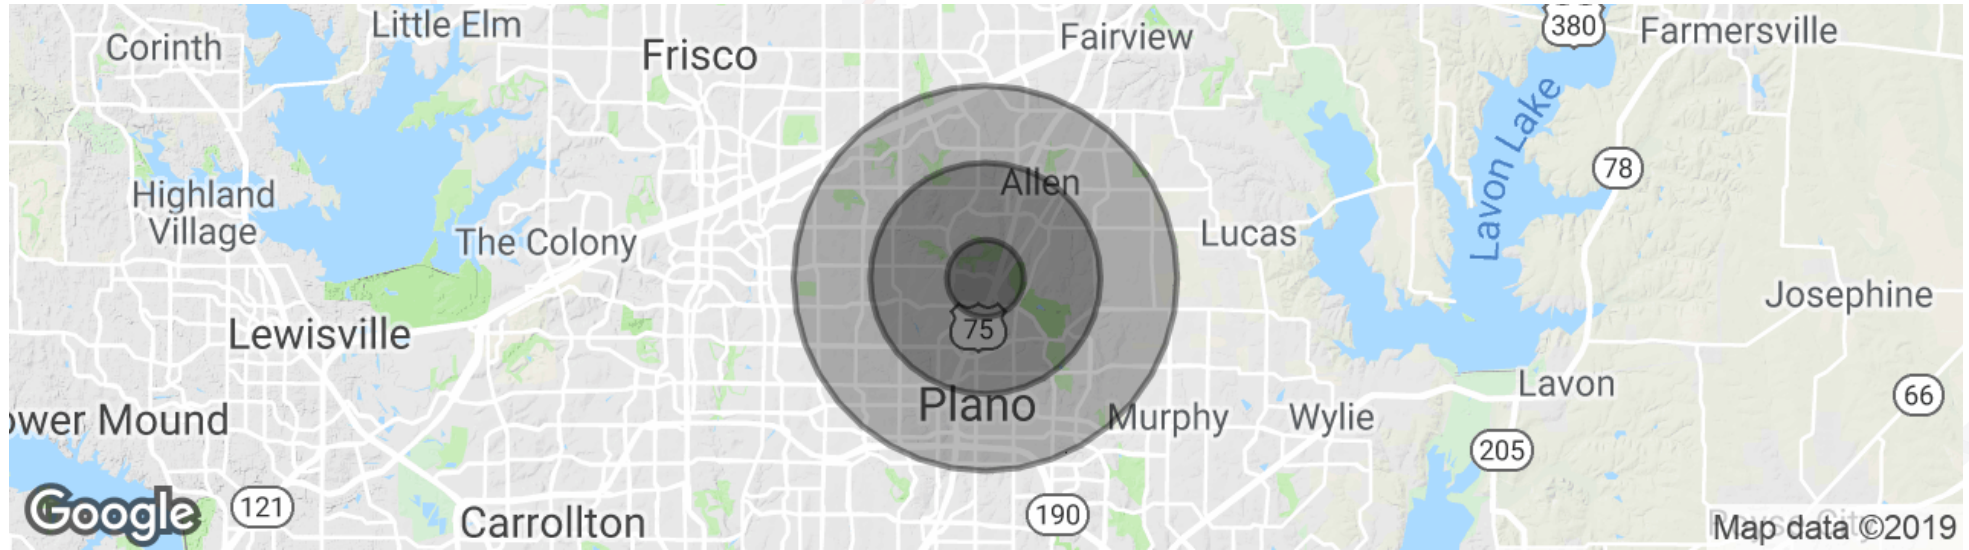 Little Elm
380
Farmersville
Corinth
Frisco
Fairview
Lavon Lake
78
Highland
Village
Allen
The Colony
Lucas
Josephine
Lewisville
75
Lavon
66
ower Mound
Plano
Murphy
Wylie
205
Google
121
Carrollton
190
Map data ©2019